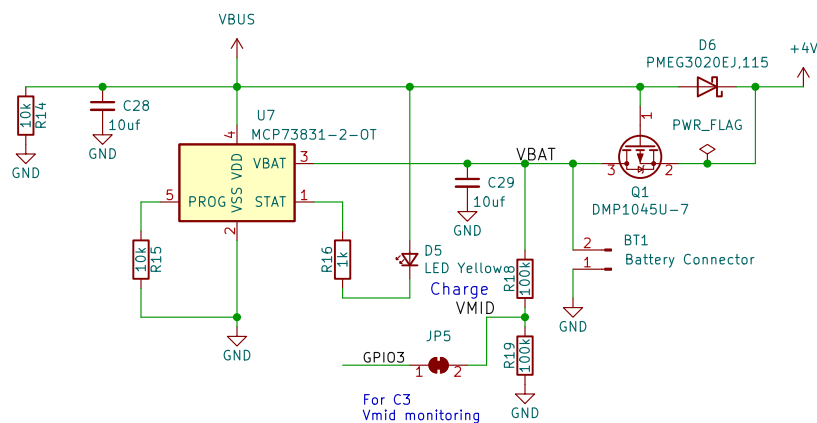 VBUS
D6
PMEG3020EJ,115
+4V
10k
R14
C28
10uf
GND
GND
U7
MCP73831-2-OT
4
VDD
VBAT
3
5
PROG
VSS
STAT
1
2
1
PWR_FLAG
VBAT
3
2
Q1
DMP1045U-7
C29
10uf
GND
10k
R15
R16
1k
D5
LED Yellow
Charge
R18
100k
2
1
BT1
Battery Connector
GND
VMID
GND
JP5
GPIO3
1
2
R19
100k
GND
For C3
Vmid monitoring